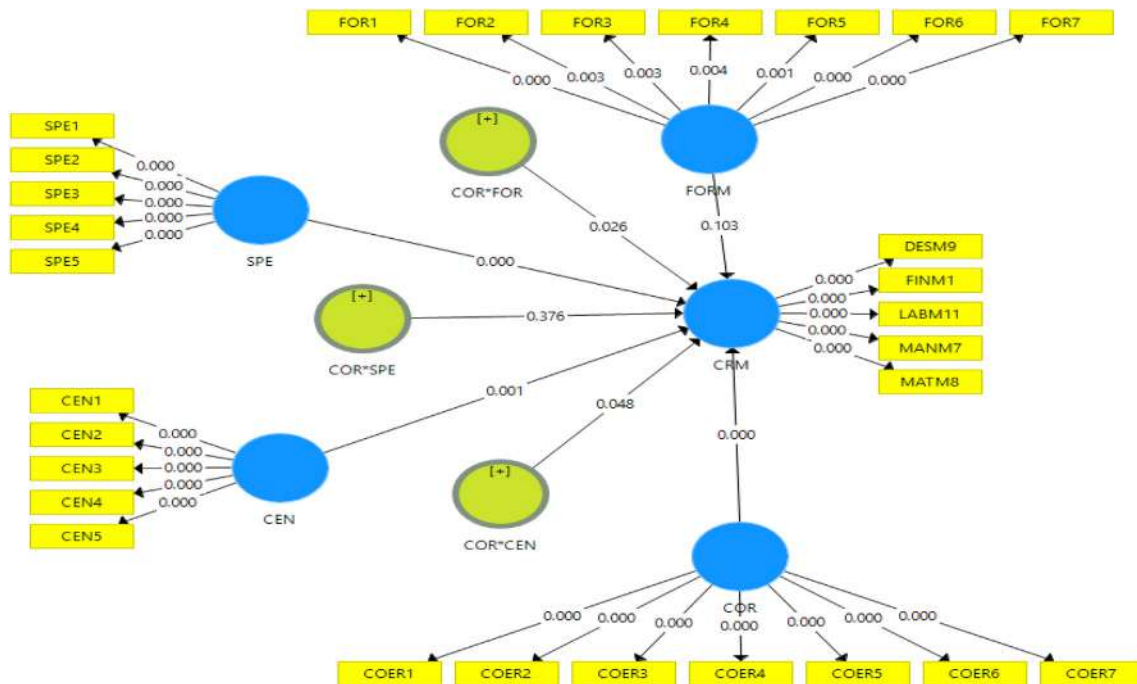 FOR1 FOR2 FOR3 FOR4 FOR5 FOR6 FOR7
0.000 0.003 0.003 0.004 0.001 0.000 0.000
[+]
COR*FOR
FORM
0.026
0.103
SPE1
SPE2
SPE3
SPE4
SPE5
0.000
0.000
0.000
0.000
0.000
SPE
0.000
[+]
COR*SPE
0.376
CRM
0.000
0.000
0.000
0.000
0.000
DESM9
FINM1
LABM11
MANM7
MATM8
CEN1
CEN2
CEN3
CEN4
CEN5
0.000
0.000
0.000
0.000
0.000
CEN
0.001
0.048
[+]
COR*CEN
0.000
COR
0.000 0.000 0.000 0.000 0.000 0.000 0.000
COER1 COER2 COER3 COER4 COER5 COER6 COER7